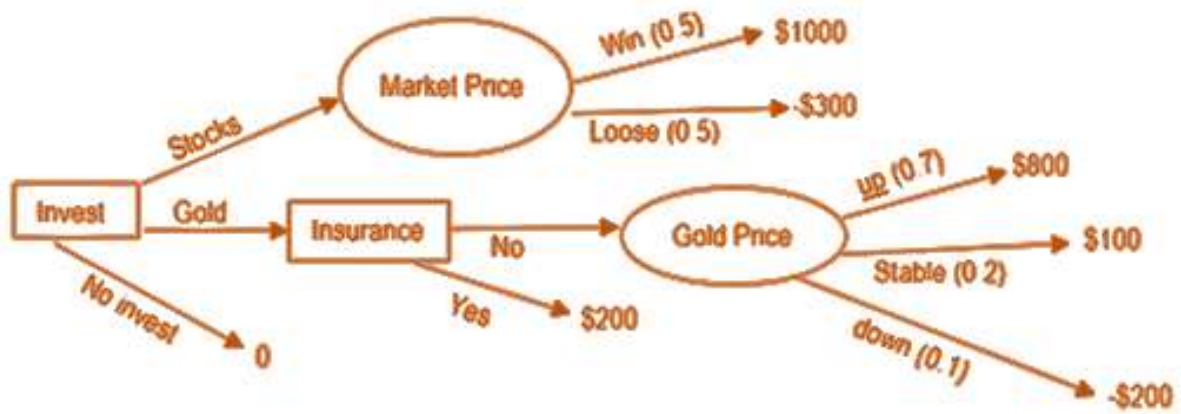 Win (0.5)
$1000
Market Price
Loose (0.5)
-$300
Stocks
Invest
Gold
Insurance
No
Gold Price
up (0.7)
$800
Stable (0.2)
$100
Yes
$200
No invest
0
down (0.1)
-$200